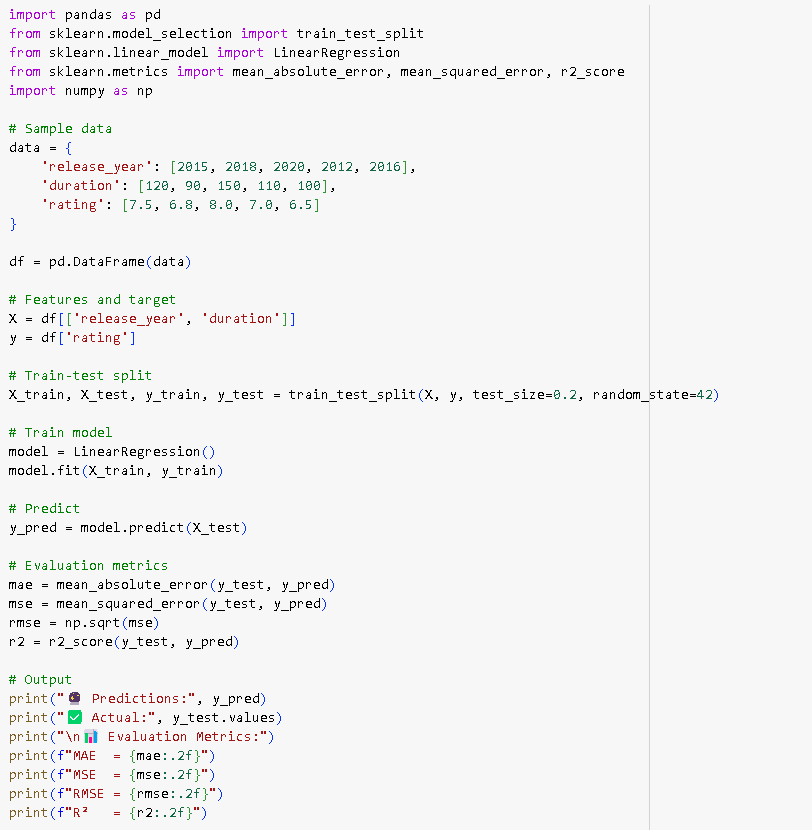 import pandas as pd
from sklearn.model_selection import train_test_split
from sklearn.linear_model import LinearRegression
from sklearn.metrics import mean_absolute_error, mean_squared_error, r2_score
import numpy as np

# Sample data
data = {
    'release_year': [2015, 2018, 2020, 2012, 2016],
    'duration': [120, 90, 150, 110, 100],
    'rating': [7.5, 6.8, 8.0, 7.0, 6.5]
}

df = pd.DataFrame(data)

# Features and target
X = df[['release_year', 'duration']]
y = df['rating']

# Train-test split
X_train, X_test, y_train, y_test = train_test_split(X, y, test_size=0.2, random_state=42)

# Train model
model = LinearRegression()
model.fit(X_train, y_train)

# Predict
y_pred = model.predict(X_test)

# Evaluation metrics
mae = mean_absolute_error(y_test, y_pred)
mse = mean_squared_error(y_test, y_pred)
rmse = np.sqrt(mse)
r2 = r2_score(y_test, y_pred)

# Output
print("🔮 Predictions:", y_pred)
print("✅ Actual:", y_test.values)
print("\n📊 Evaluation Metrics:")
print(f"MAE  = {mae:.2f}")
print(f"MSE  = {mse:.2f}")
print(f"RMSE = {rmse:.2f}")
print(f"R²   = {r2:.2f}")